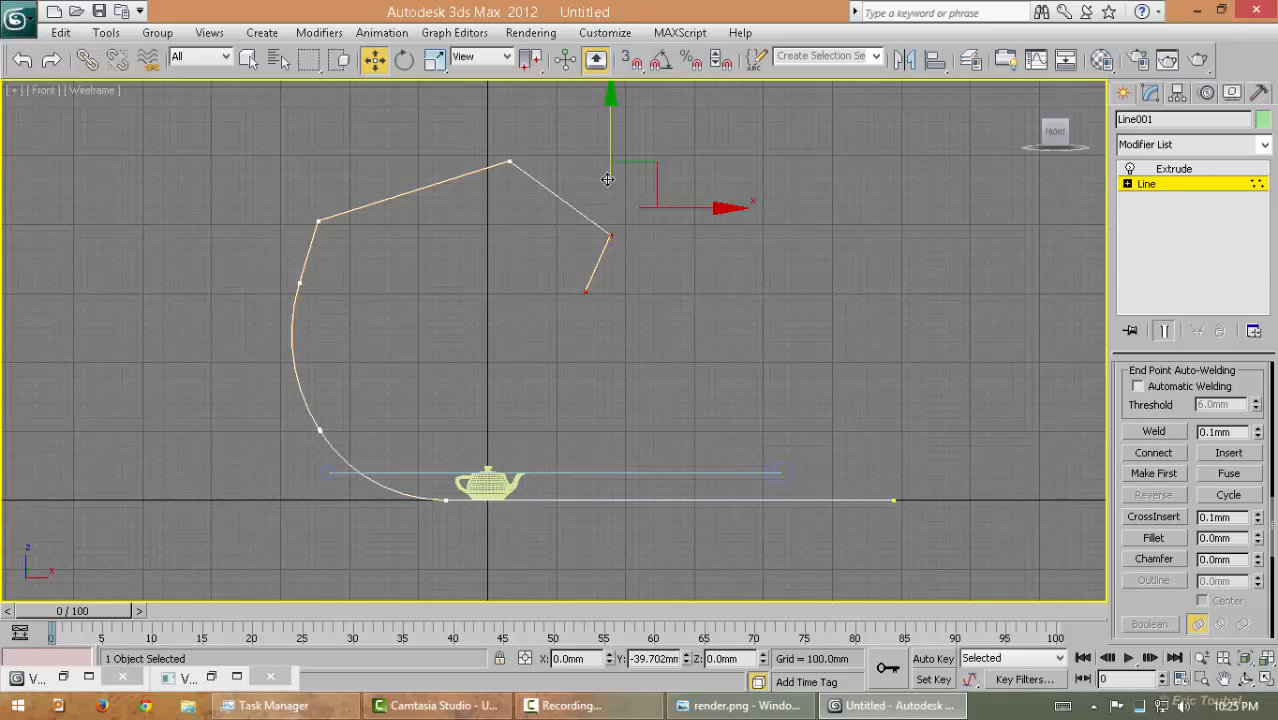 Autodesk 3ds Max 2012 Untitled
Type a keyword or phrase
Edit Tools Group Views Create Modifiers Animation Graph Editors Rendering Customize MAXScript Help
All View 3 Create Selection Se
[ + ] [ Front ] [ Wireframe ]
FRONT
x
z
x
Line001
Modifier List
Extrude
Line
End Point Auto-Welding
Automatic Welding
Threshold 6.0mm
Weld 0.1mm
Connect Insert
Make First Fuse
Reverse Cycle
CrossInsert 0.1mm
Fillet 0.0mm
Chamfer 0.0mm
Outline 0.0mm
Center
Boolean
< 0 / 100 >
0 5 10 15 20 25 30 35 40 45 50 55 60 65 70 75 80 85 90 95 100
1 Object Selected X: 0.0mm Y: -39.702mm Z: 0.0mm Grid = 100.0mm Auto Key Selected
V... V... Add Time Tag Set Key Key Filters... 0
Task Manager Camtasia Studio - U... Recording... render.png - Windo... Untitled - Autodesk ... 10:25 PM
© Eric Touhal